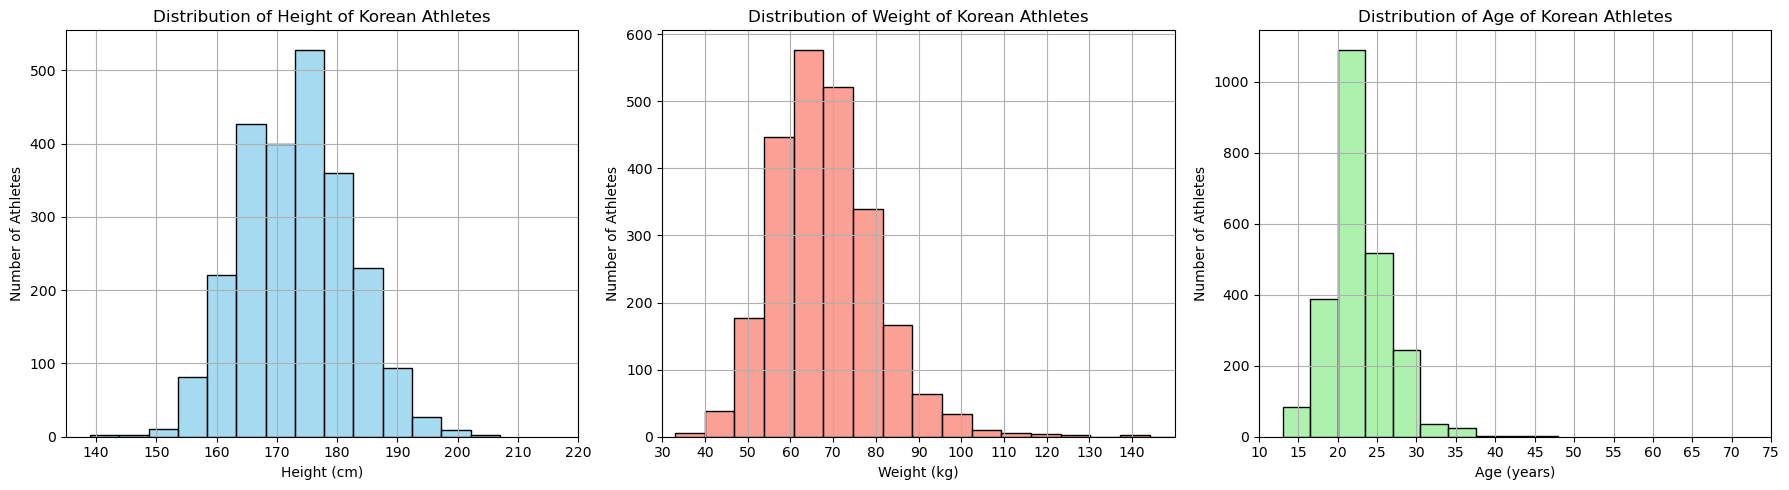 Distribution of Height of Korean Athletes
Number of Athletes
500
400
300
200
100
0
140 150 160 170 180 190 200 210 220
Height (cm)
Distribution of Weight of Korean Athletes
Number of Athletes
600
500
400
300
200
100
0
30 40 50 60 70 80 90 100 110 120 130 140
Weight (kg)
Distribution of Age of Korean Athletes
Number of Athletes
1000
800
600
400
200
0
10 15 20 25 30 35 40 45 50 55 60 65 70 75
Age (years)